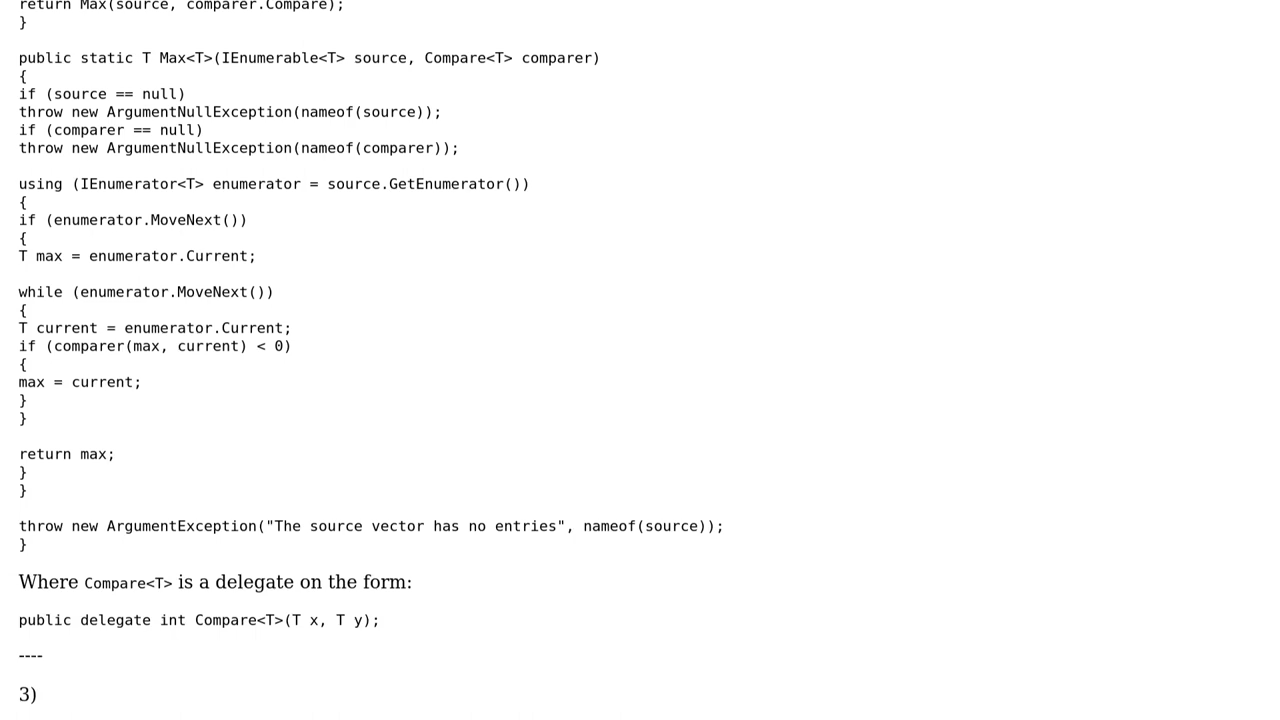 return Max(source, comparer.Compare);
}
public static T Max<T>(IEnumerable<T> source, Compare<T> comparer)
{
if (source == null)
throw new ArgumentNullException(nameof(source));
if (comparer == null)
throw new ArgumentNullException(nameof(comparer));
using (IEnumerator<T> enumerator = source.GetEnumerator())
{
if (enumerator.MoveNext())
{
T max = enumerator.Current;
while (enumerator.MoveNext())
{
T current = enumerator.Current;
if (comparer(max, current) < 0)
{
max = current;
}
}
return max;
}
}
throw new ArgumentException("The source vector has no entries", nameof(source));
}
Where Compare<T> is a delegate on the form:
public delegate int Compare<T>(T x, T y);
----
3)